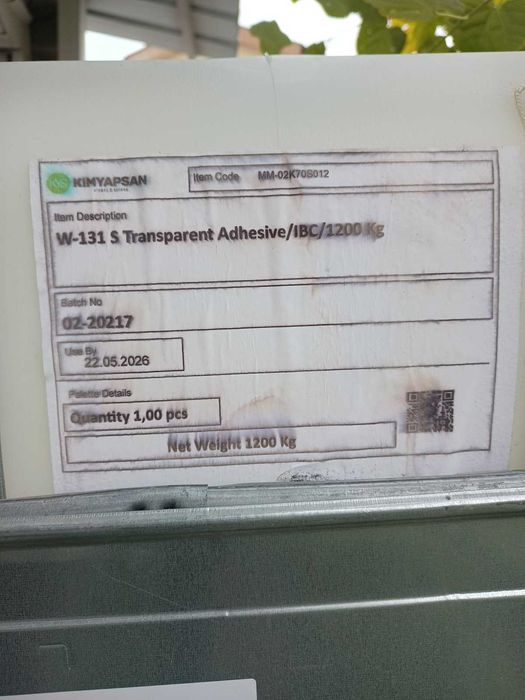 KYS KIMYAPSAN
Item Code MM-02K70S012
Item Description
W-131 S Transparent Adhesive/IBC/1200 Kg
Batch No
02-20217
Use By
22.05.2026
Palette Details
Quantity 1,00 pcs
Net Weight 1200 Kg